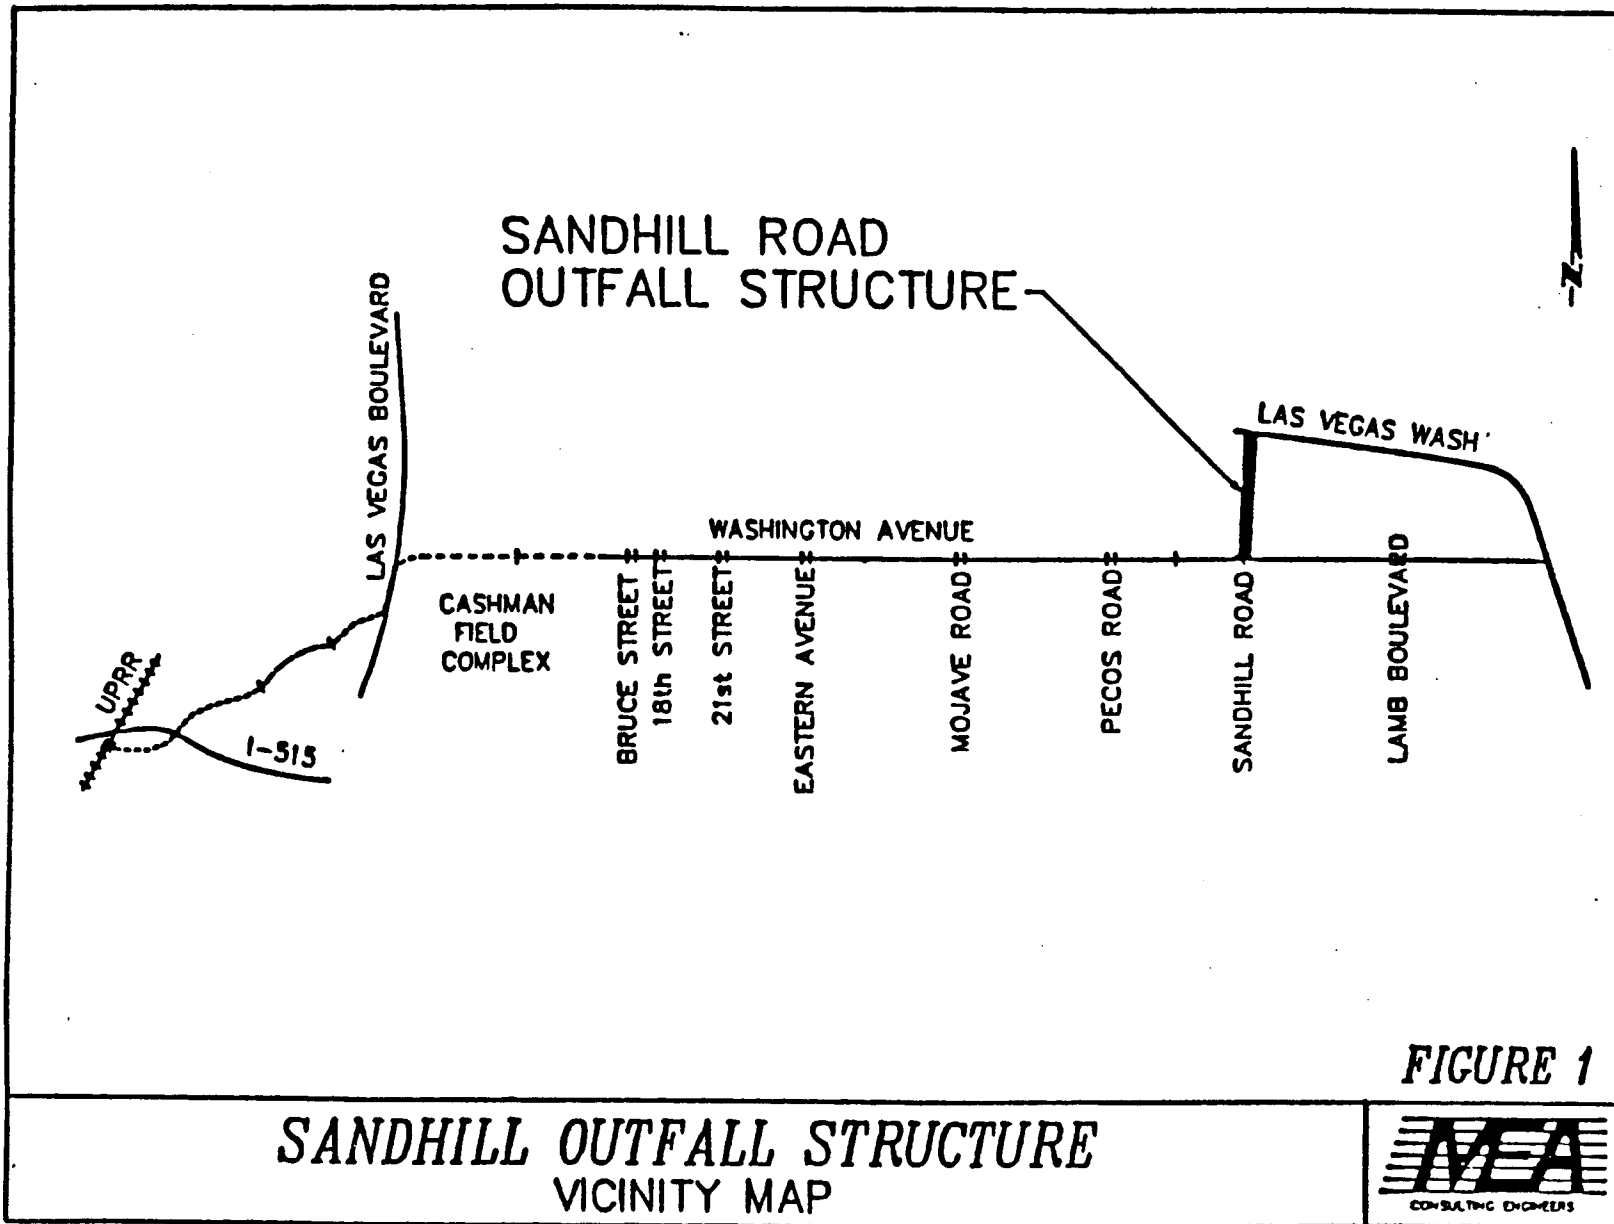 SANDHILL ROAD
OUTFALL STRUCTURE
-N-
LAS VEGAS BOULEVARD
LAS VEGAS WASH
WASHINGTON AVENUE
CASHMAN
FIELD
COMPLEX
BRUCE STREET
18th STREET
21st STREET
EASTERN AVENUE
MOJAVE ROAD
PECOS ROAD
SANDHILL ROAD
LAMB BOULEVARD
UPRR
I-515
FIGURE 1
SANDHILL OUTFALL STRUCTURE
VICINITY MAP
MEA
CONSULTING ENGINEERS